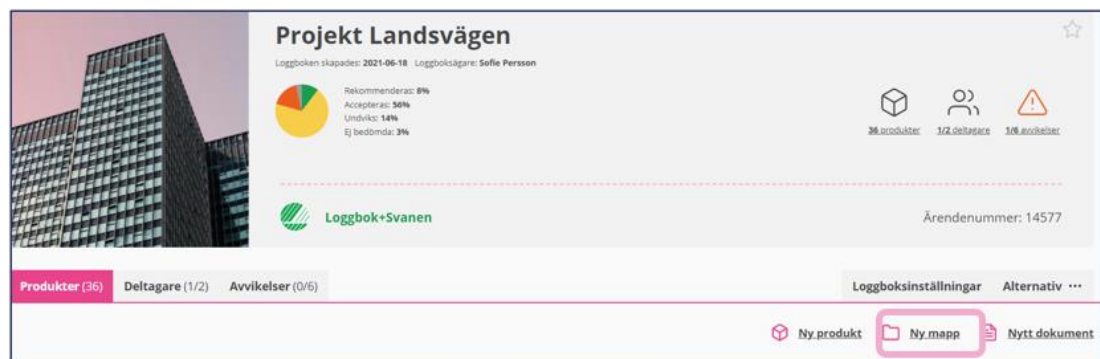 Projekt Landsvägen
Loggboken skapades: 2021-06-18 Loggboksägare: Sofie Persson
Rekommenderas: 8%
Accepteras: 56%
Undviks: 14%
Ej bedömda: 3%
36 produkter 1/2 deltagare 1/6 avvikelser
Loggbok+Svanen Ärendenummer: 14577
Produkter (36) Deltagare (1/2) Avvikelser (0/6) Loggboksinställningar Alternativ ···
Ny produkt Ny mapp Nytt dokument